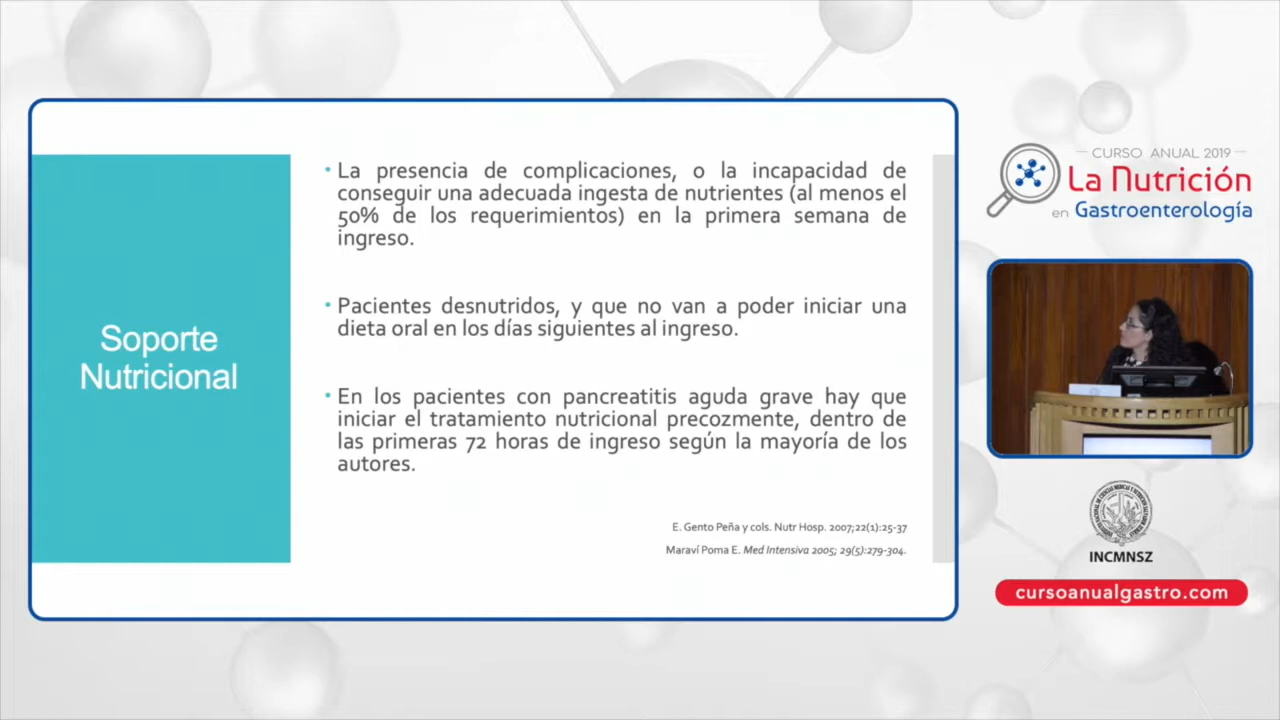 Soporte
Nutricional
• La presencia de complicaciones, o la incapacidad de
conseguir una adecuada ingesta de nutrientes (al menos el
50% de los requerimientos) en la primera semana de
ingreso.
• Pacientes desnutridos, y que no van a poder iniciar una
dieta oral en los días siguientes al ingreso.
• En los pacientes con pancreatitis aguda grave hay que
iniciar el tratamiento nutricional precozmente, dentro de
las primeras 72 horas de ingreso según la mayoría de los
autores.
E. Gento Peña y cols. Nutr Hosp. 2007;22(1):25-37
Maraví Poma E. Med Intensiva 2005; 29(5):279-304.
CURSO ANUAL 2019
La Nutrición
en Gastroenterología
INCMNSZ
cursoanualgastro.com